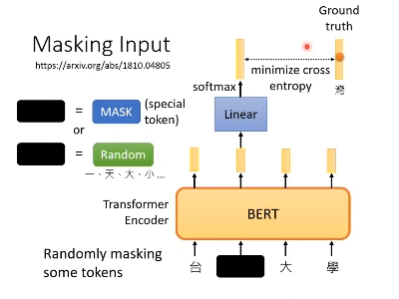 Masking Input
https://arxiv.org/abs/1810.04805
Ground
truth
minimize cross
entropy
灣
softmax
Linear
= MASK (special
token)
or
= Random
一、天、大、小 …
Transformer
Encoder
BERT
Randomly masking
some tokens
台 大 學